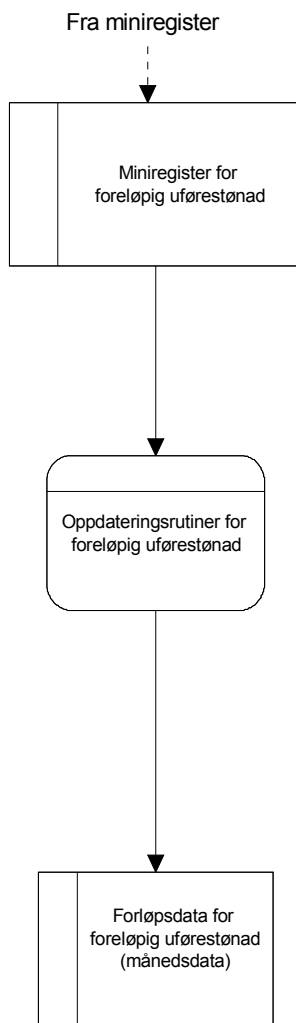 Fra miniregister
Miniregister for
foreløpig uførestønad
Oppdateringsrutiner for
foreløpig uførestønad
Forløpsdata for
foreløpig uførestønad
(månedsdata)